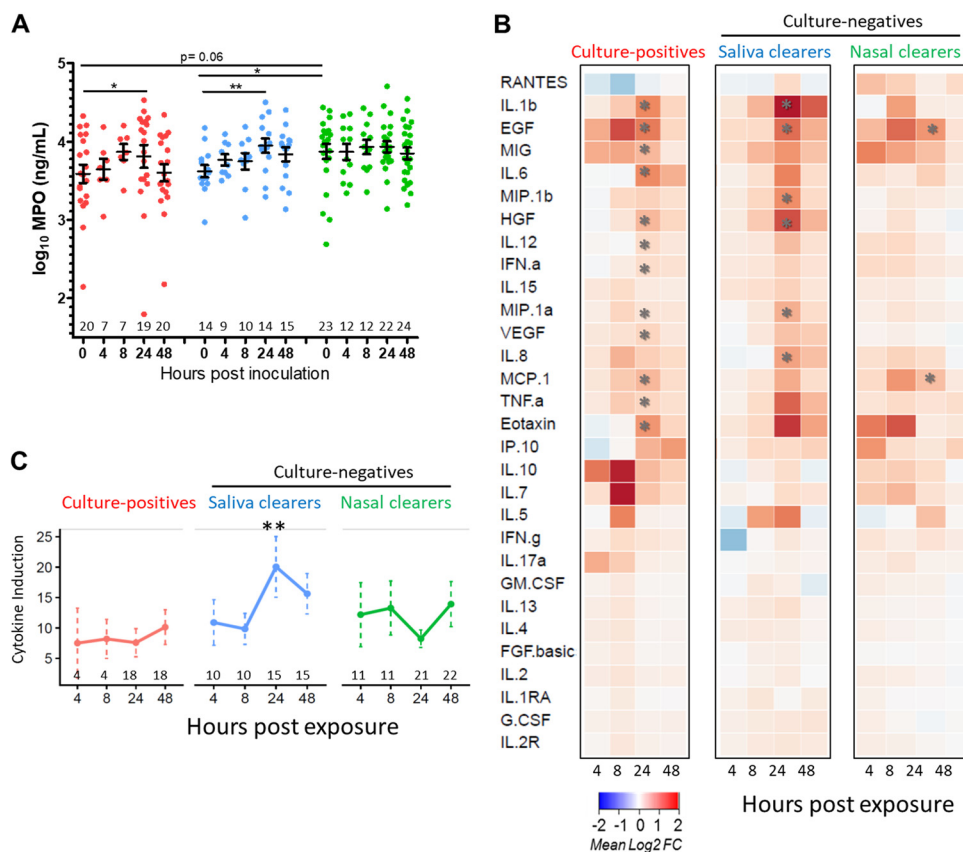 A
p= 0.06
*
*
**
5
4
3
2
log10 MPO (ng/mL)
20 7 7 19 20 14 9 10 14 15 23 12 12 22 24
0 4 8 24 48 0 4 8 24 48 0 4 8 24 48
Hours post inoculation
B
Culture-negatives
Culture-positives Saliva clearers Nasal clearers
RANTES
IL.1b * *
EGF * * *
MIG *
IL.6 *
MIP.1b *
HGF * *
IL.12 *
IFN.a *
IL.15
MIP.1a * *
VEGF *
IL.8 *
MCP.1 * *
TNF.a *
Eotaxin *
IP.10
IL.10
IL.7
IL.5
IFN.g
IL.17a
GM.CSF
IL.13
IL.4
FGF.basic
IL.2
IL.1RA
G.CSF
IL.2R
4 8 24 48 4 8 24 48 4 8 24 48
-2 -1 0 1 2
Mean Log2 FC
Hours post exposure
C
Culture-negatives
Culture-positives Saliva clearers Nasal clearers
**
25
20
15
10
5
Cytokine Induction
4 4 18 18 10 10 15 15 11 11 21 22
4 8 24 48 4 8 24 48 4 8 24 48
Hours post exposure